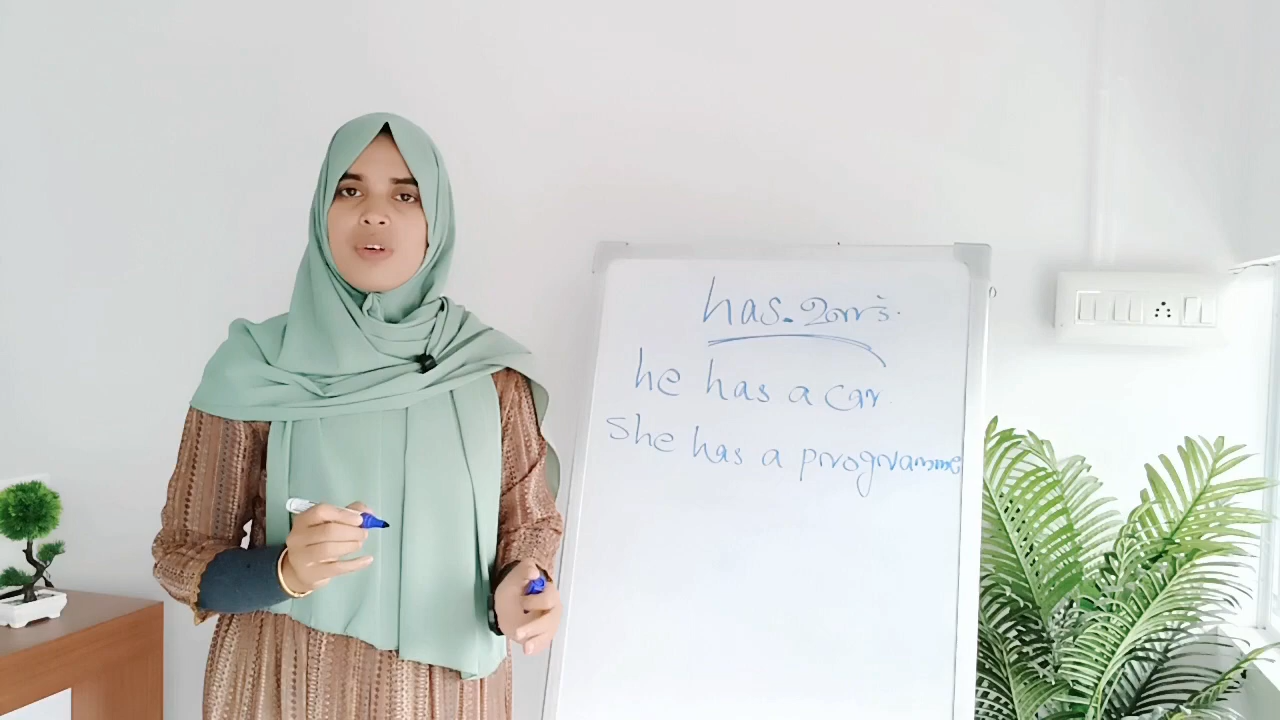 has - ഉണ്ട്.
he has a car.
She has a programme